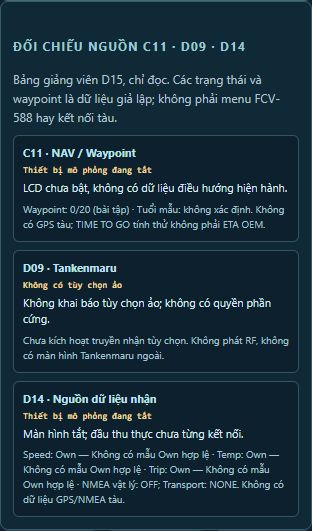 ĐỐI CHIẾU NGUỒN C11 · D09 · D14
Bảng giảng viên D15, chỉ đọc. Các trạng thái và
waypoint là dữ liệu giả lập; không phải menu FCV-
588 hay kết nối tàu.
C11 · NAV / Waypoint
Thiết bị mô phỏng đang tắt
LCD chưa bật, không có dữ liệu điều hướng hiện hành.
Waypoint: 0/20 (bài tập) · Tuổi mẫu: không xác định. Không
có GPS tàu; TIME TO GO tính thử không phải ETA OEM.
D09 · Tankenmaru
Không có tùy chọn ảo
Không khai báo tùy chọn ảo; không có quyền phần
cứng.
Chưa kích hoạt truyền nhận tùy chọn. Không phát RF, không
có màn hình Tankenmaru ngoài.
D14 · Nguồn dữ liệu nhận
Thiết bị mô phỏng đang tắt
Màn hình tắt; đầu thu thực chưa từng kết nối.
Speed: Own — Không có mẫu Own hợp lệ · Temp: Own —
Không có mẫu Own hợp lệ · Trip: Own — Không có mẫu
Own hợp lệ · NMEA vật lý: OFF; Transport: NONE. Không có
dữ liệu GPS/NMEA tàu.